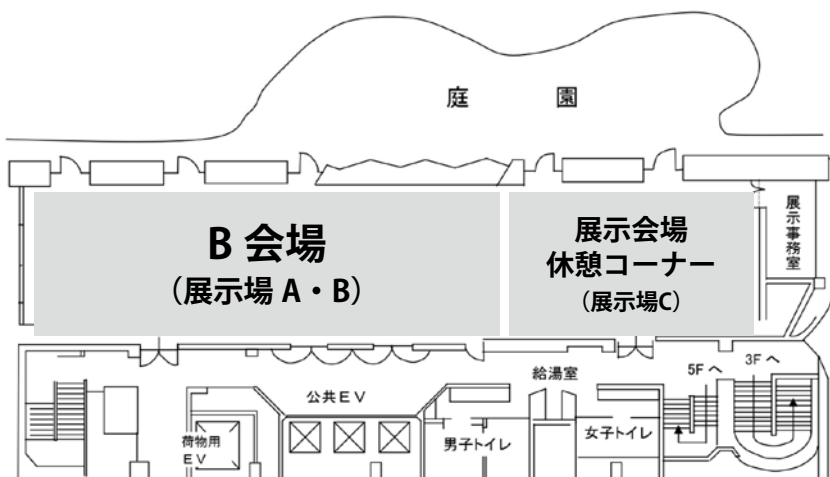 庭 園
B 会場
（展示場 A・B）
展示会場
休憩コーナー
（展示場C）
展示事務室
5F へ
3F へ
給湯室
公共ＥＶ
荷物用
ＥＶ
男子トイレ
女子トイレ